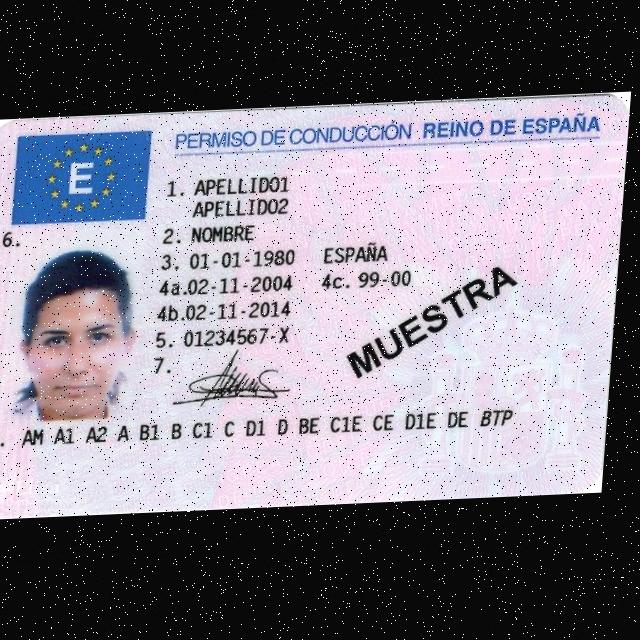 PERMISO DE CONDUCCIÓN REINO DE ESPAÑA
E
1. APELLIDO1
APELLIDO2
6.
2. NOMBRE
3. 01-01-1980 ESPAÑA
4a.02-11-2004 4c. 99-00
4b.02-11-2014
5. 01234567-X
7.
MUESTRA
. AM A1 A2 A B1 B C1 C D1 D BE C1E CE D1E DE BTP